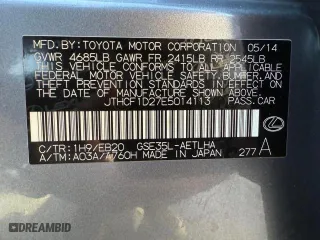 MFD. BY: TOYOTA MOTOR CORPORATION 05/14
GVWR 4685LB GAWR FR 2415LB RR 2545LB
THIS VEHICLE CONFORMS TO ALL APPLICABLE
FEDERAL MOTOR VEHICLE SAFETY, BUMPER, AND
THEFT PREVENTION STANDARDS IN EFFECT ON
THE DATE OF MANUFACTURE SHOWN ABOVE.
JTHCF1D27E5014113 PASS.CAR
C/TR:1H9/EB20 GSE35L-AETLHA
A/TM:A03A/A760H MADE IN JAPAN 277 A
© autobidmaster.com